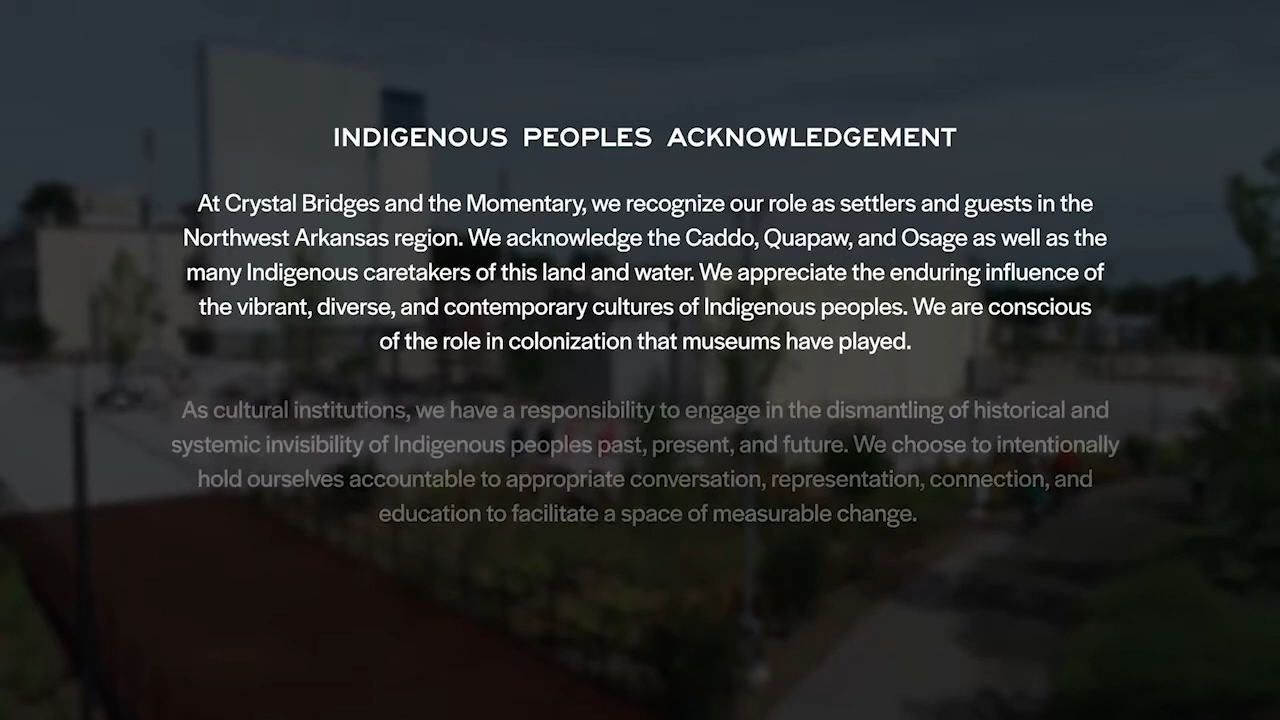 INDIGENOUS PEOPLES ACKNOWLEDGEMENT
At Crystal Bridges and the Momentary, we recognize our role as settlers and guests in the
Northwest Arkansas region. We acknowledge the Caddo, Quapaw, and Osage as well as the
many Indigenous caretakers of this land and water. We appreciate the enduring influence of
the vibrant, diverse, and contemporary cultures of Indigenous peoples. We are conscious
of the role in colonization that museums have played.
As cultural institutions, we have a responsibility to engage in the dismantling of historical and
systemic invisibility of Indigenous peoples past, present, and future. We choose to intentionally
hold ourselves accountable to appropriate conversation, representation, connection, and
education to facilitate a space of measurable change.